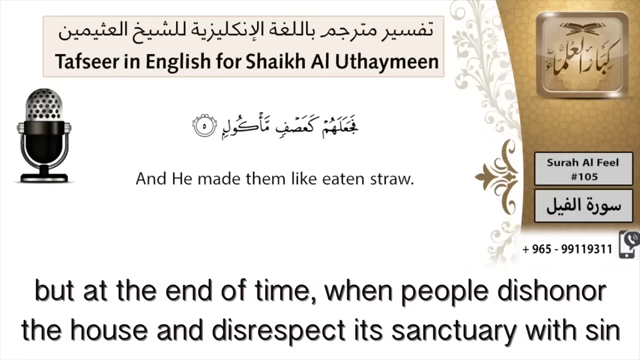 تفسير مترجم باللغة الإنكليزية للشيخ العثيمين
Tafseer in English for Shaikh Al Uthaymeen
كبار العلماء
فَجَعَلَهُمْ كَعَصْفٍ مَّأْكُولٍ ٥
And He made them like eaten straw.
Surah Al Feel
#105
سورة الفيل
+ 965 - 99119311
but at the end of time, when people dishonor
the house and disrespect its sanctuary with sin